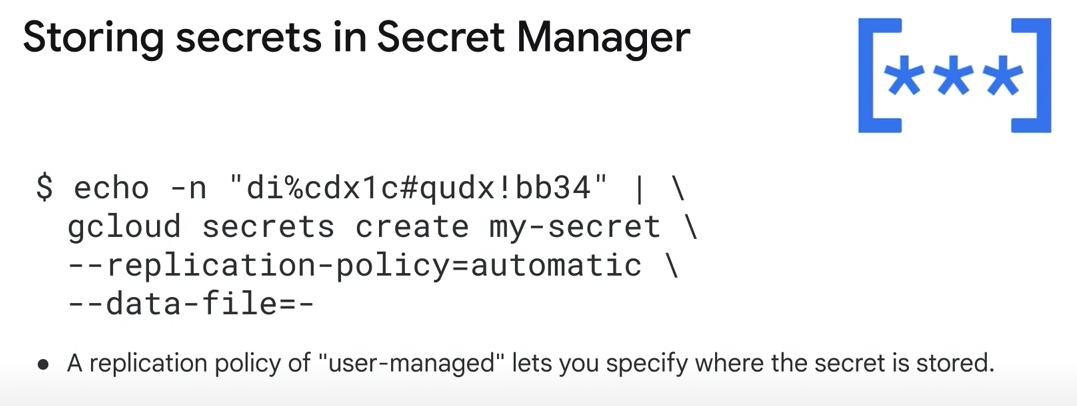 Storing secrets in Secret Manager
[***]
$ echo -n "di%cdx1c#qudx!bb34" | \
gcloud secrets create my-secret \
--replication-policy=automatic \
--data-file=-
• A replication policy of "user-managed" lets you specify where the secret is stored.